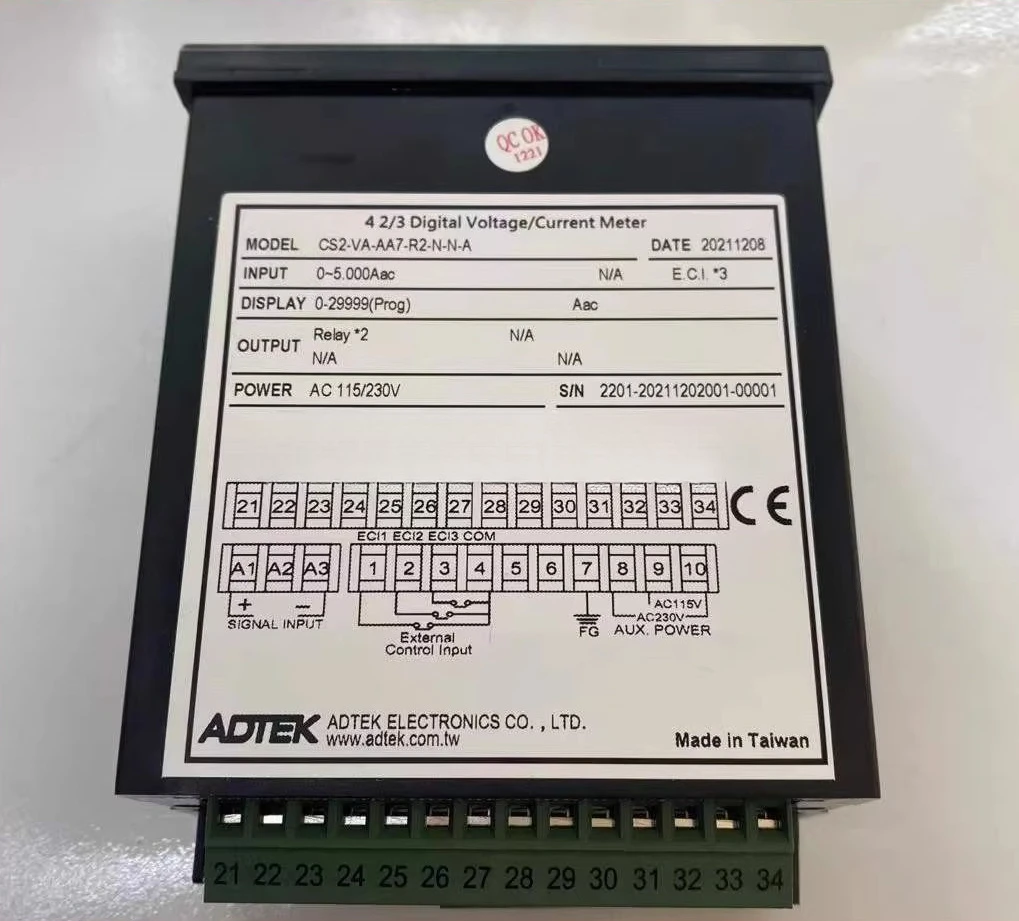 QC OK
1221
4 2/3 Digital Voltage/Current Meter
MODEL CS2-VA-AA7-R2-N-N-A DATE 20211208
INPUT 0~5.000Aac N/A E.C.I. *3
DISPLAY 0-29999(Prog) Aac
OUTPUT Relay *2 N/A
N/A N/A
POWER AC 115/230V S/N 2201-20211202001-00001
21 22 23 24 25 26 27 28 29 30 31 32 33 34 CE
ECI1 ECI2 ECI3 COM
A1 A2 A3 1 2 3 4 5 6 7 8 9 10
+ −
SIGNAL INPUT
External
Control Input
FG
AC115V
AC230V
AUX. POWER
ADTEK ADTEK ELECTRONICS CO. , LTD.
www.adtek.com.tw
Made in Taiwan
21 22 23 24 25 26 27 28 29 30 31 32 33 34